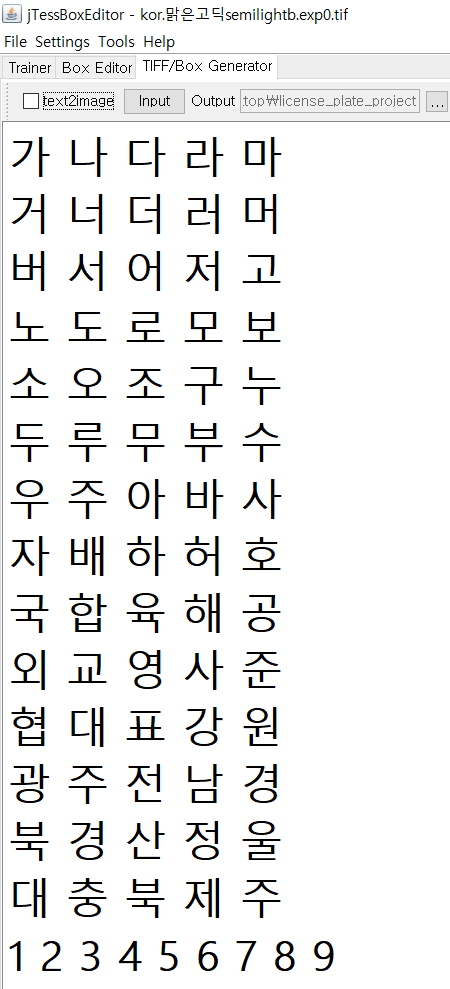 jTessBoxEditor - kor.맑은고딕semilightb.exp0.tif
File Settings Tools Help
Trainer Box Editor TIFF/Box Generator
text2image Input Output top₩license_plate_project ...
가 나 다 라 마
거 너 더 러 머
버 서 어 저 고
노 도 로 모 보
소 오 조 구 누
두 루 무 부 수
우 주 아 바 사
자 배 하 허 호
국 합 육 해 공
외 교 영 사 준
협 대 표 강 원
광 주 전 남 경
북 경 산 정 울
대 충 북 제 주
1 2 3 4 5 6 7 8 9